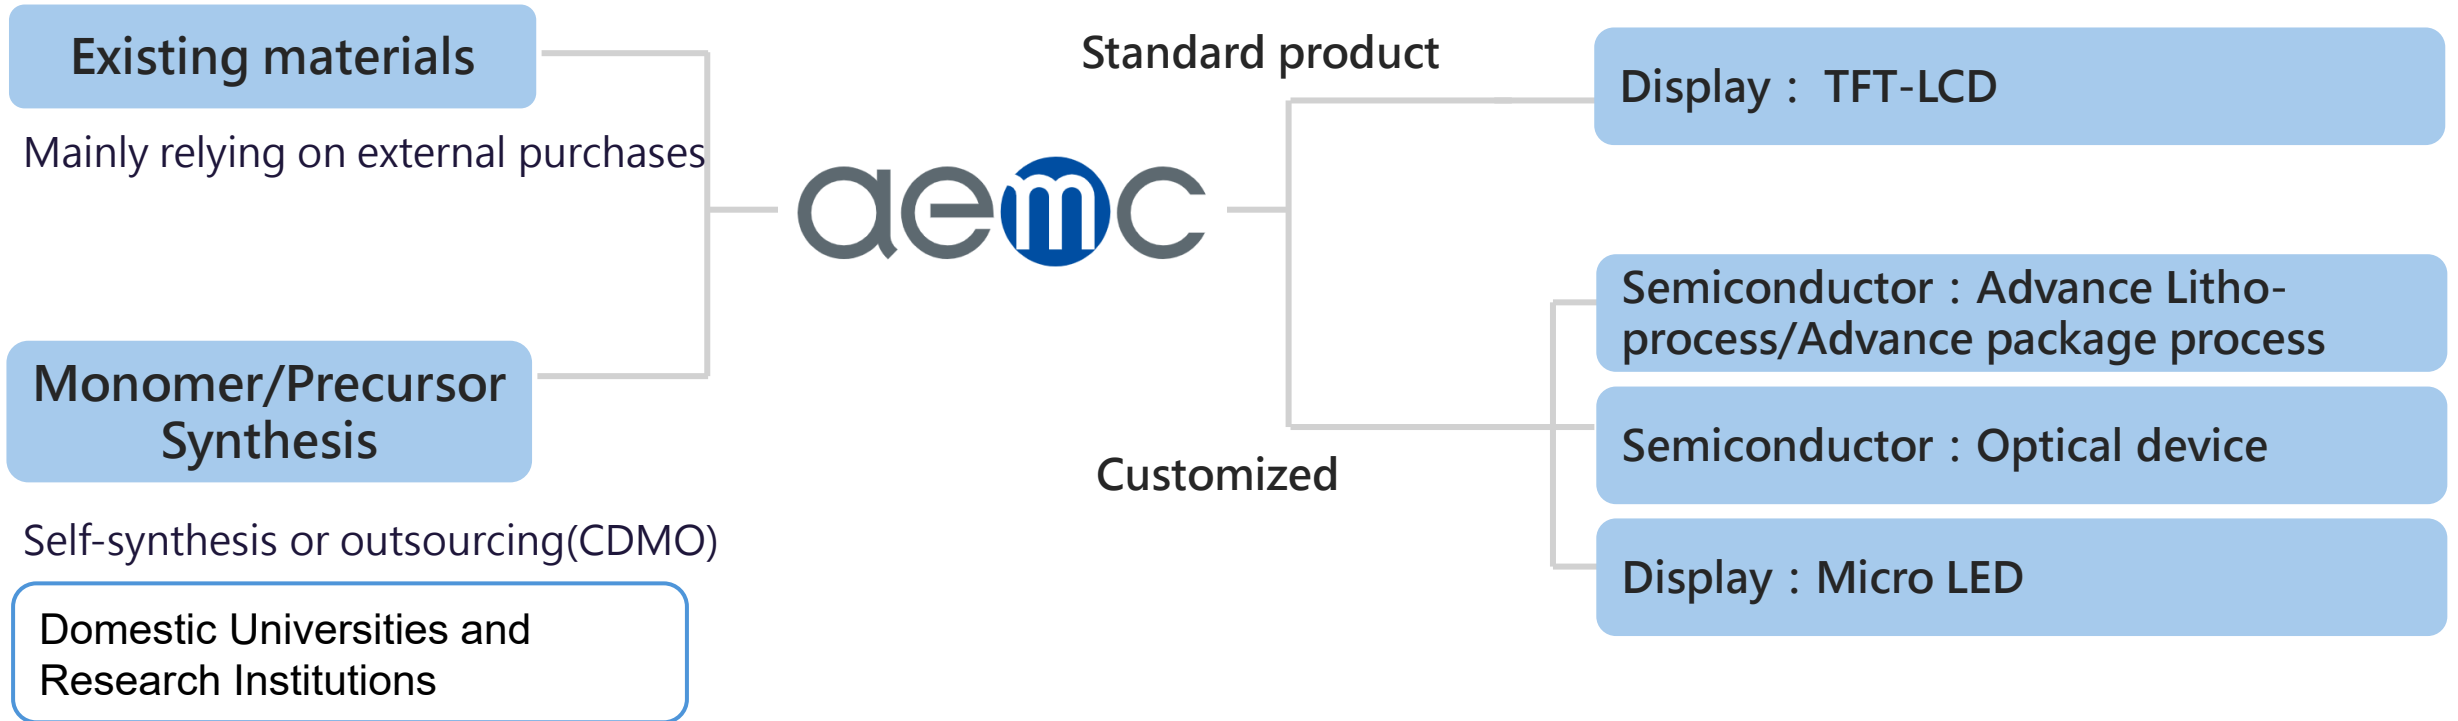 Existing materials
Mainly relying on external purchases
Monomer/Precursor
Synthesis
Self-synthesis or outsourcing(CDMO)
Domestic Universities and
Research Institutions
aemc
Standard product
Customized
Display： TFT-LCD
Semiconductor：Advance Litho-
process/Advance package process
Semiconductor：Optical device
Display：Micro LED